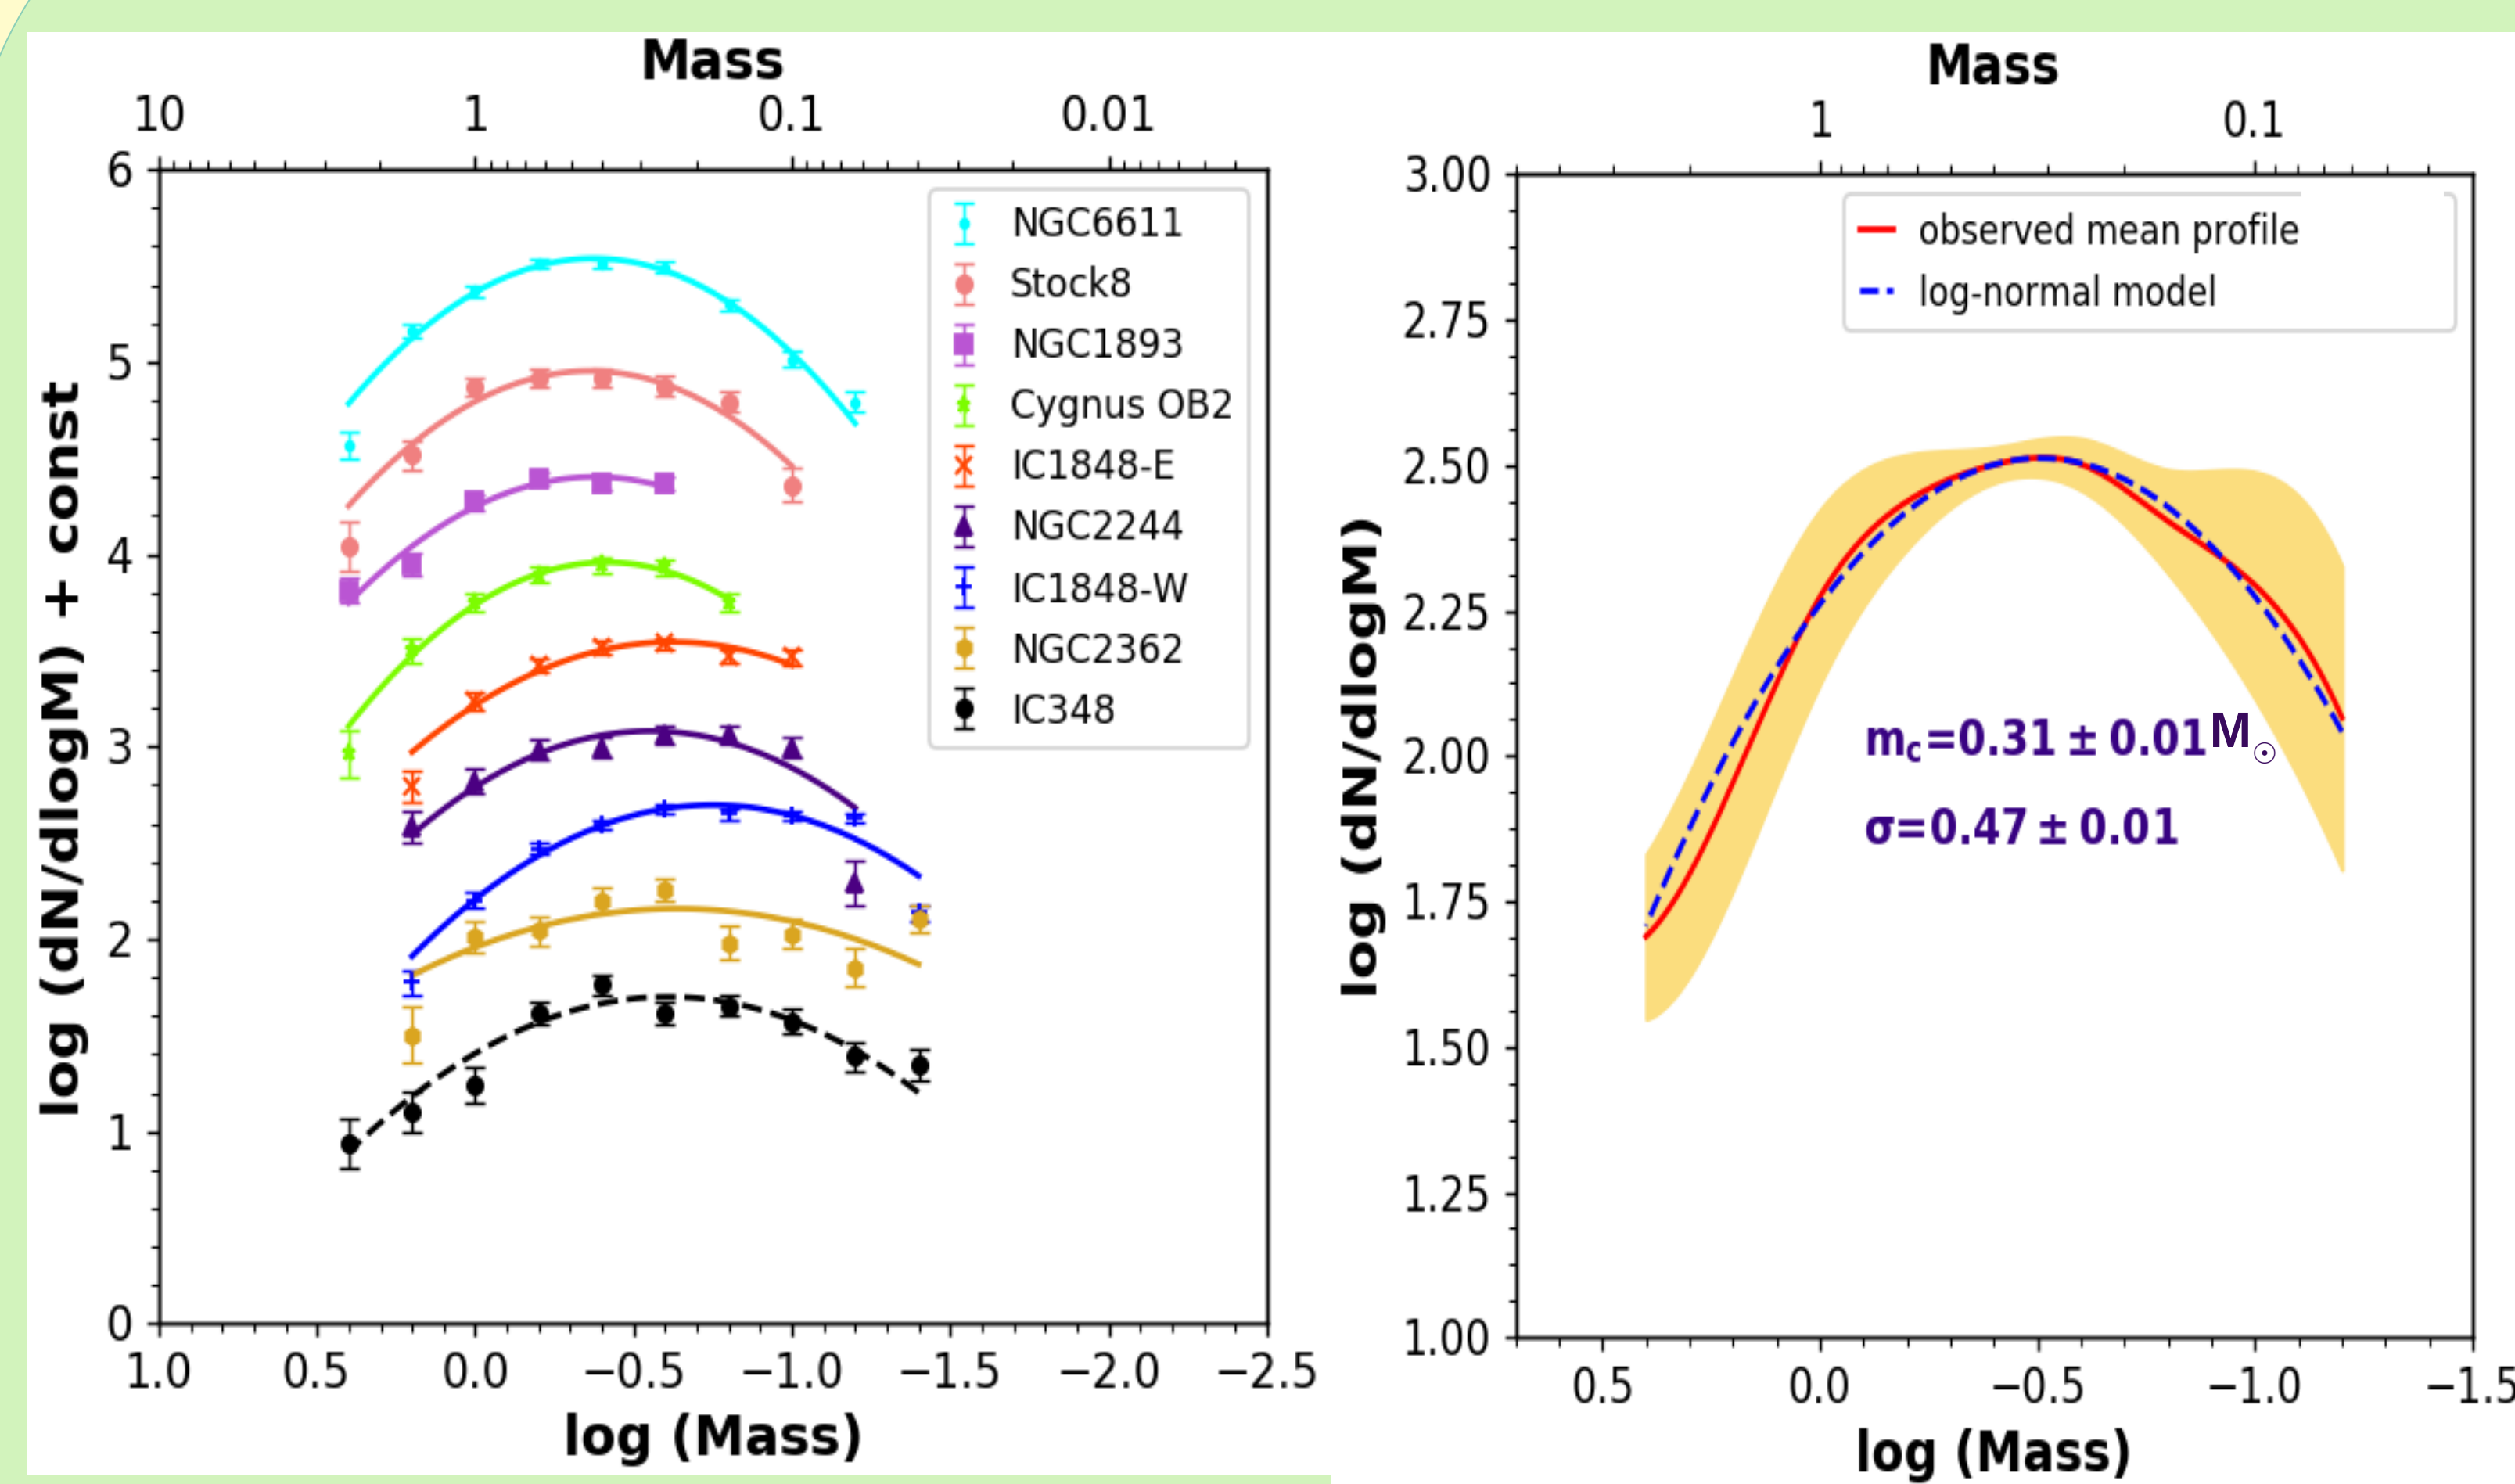 Mass
10 1 0.1 0.01
6
5
4
3
2
1
0
log (dN/dlogM) + const
NGC6611
Stock8
NGC1893
Cygnus OB2
IC1848-E
NGC2244
IC1848-W
NGC2362
IC348
1.0 0.5 0.0 −0.5 −1.0 −1.5 −2.0 −2.5
log (Mass)
Mass
1 0.1
3.00
2.75
2.50
2.25
2.00
1.75
1.50
1.25
1.00
log (dN/dlogM)
observed mean profile
log-normal model
m_c=0.31 ± 0.01M_☉
σ=0.47 ± 0.01
0.5 0.0 −0.5 −1.0 −1.5
log (Mass)